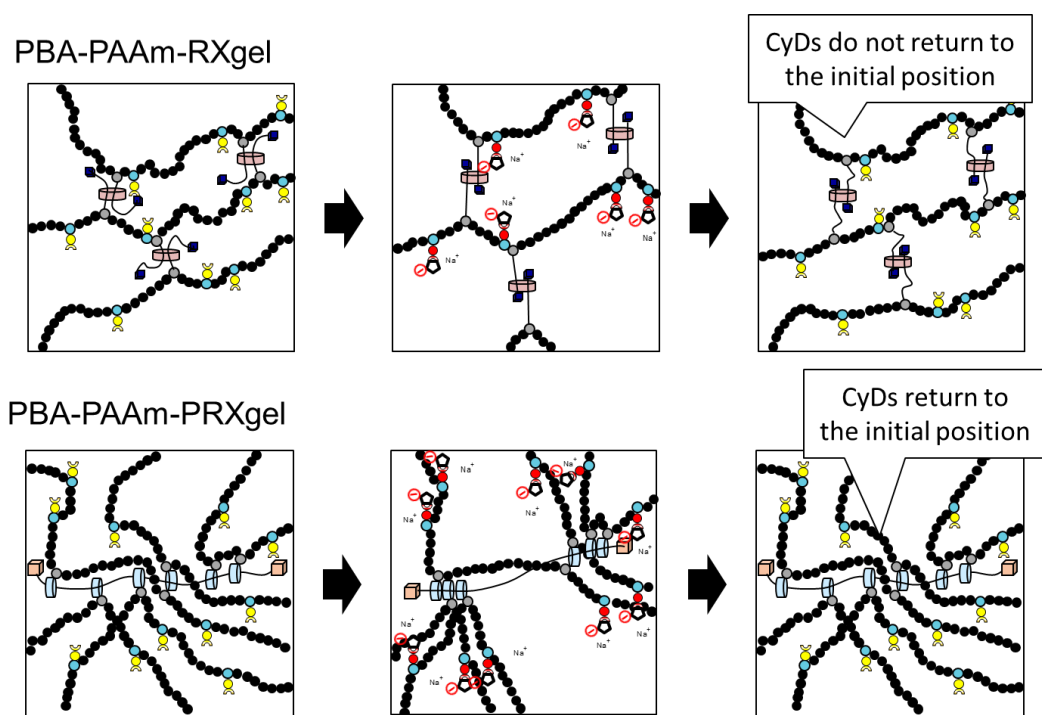 PBA-PAAm-RXgel
CyDs do not return to
the initial position
Na⁺
Na⁺
Na⁺
Na⁺
Na⁺
Na⁺
PBA-PAAm-PRXgel
CyDs return to
the initial position
Na⁺
Na⁺
Na⁺
Na⁺
Na⁺
Na⁺
Na⁺
Na⁺
Na⁺
Na⁺